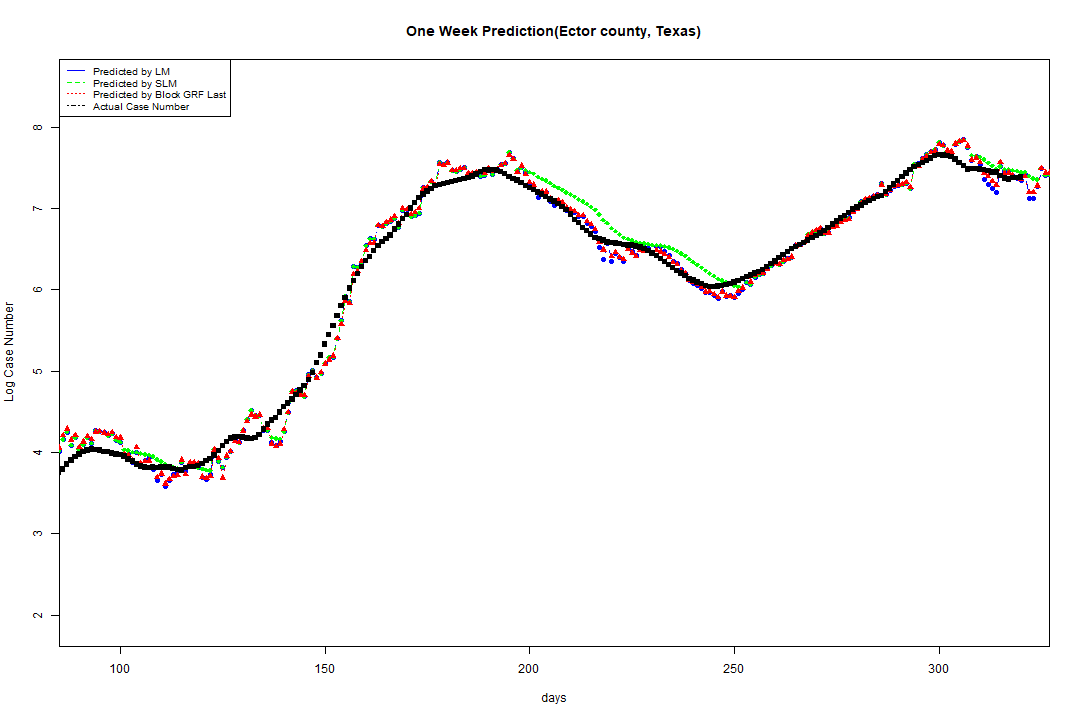 One Week Prediction(Ector county, Texas)
Predicted by LM
Predicted by SLM
Predicted by Block GRF Last
Actual Case Number
8
7
6
5
4
3
2
Log Case Number
100 150 200 250 300
days